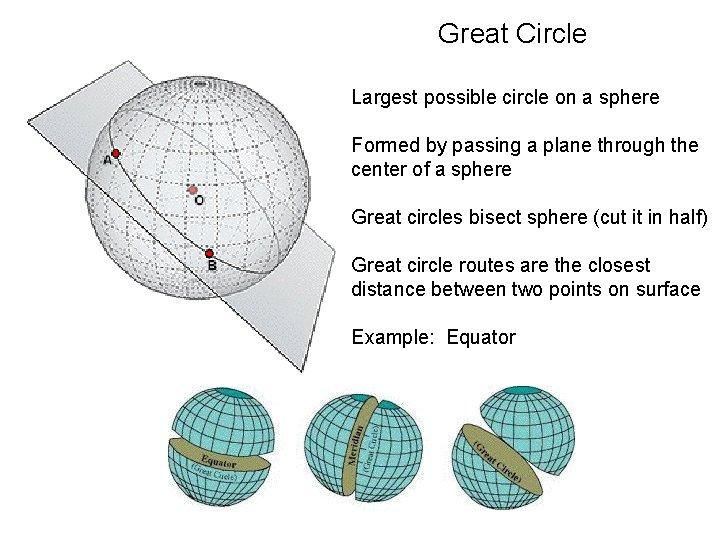 Great Circle
Largest possible circle on a sphere
Formed by passing a plane through the
center of a sphere
Great circles bisect sphere (cut it in half)
Great circle routes are the closest
distance between two points on surface
Example: Equator
A
O
B
Equator
(Great Circle)
Meridian
(Great Circle)
(Great Circle)